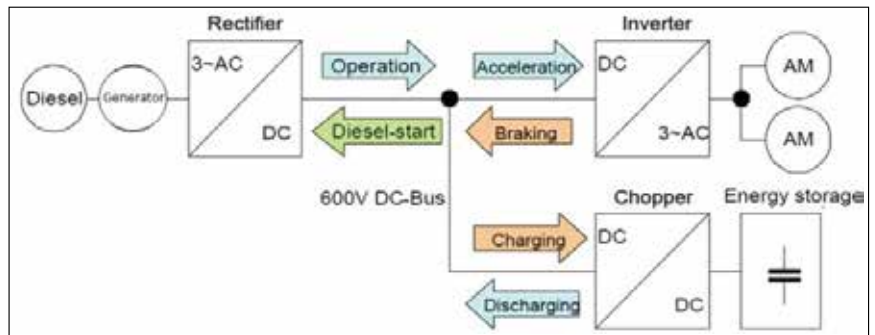 Rectifier
Inverter
3~AC
Operation
Acceleration
DC
AM
Diesel
Generator
DC
Diesel-start
Braking
3~AC
AM
600V DC-Bus
Chopper
Energy storage
Charging
DC
Discharging
DC